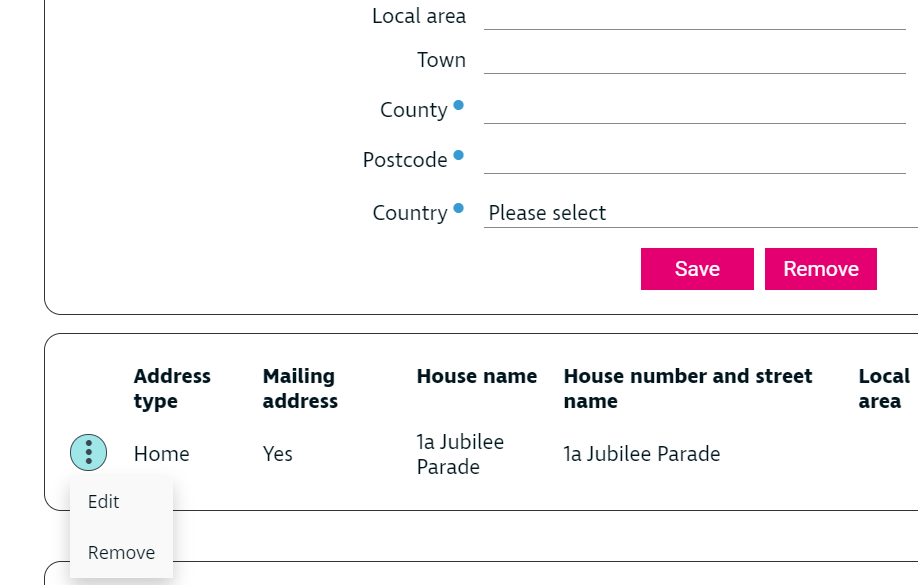 Local area
Town
County
Postcode
Country Please select
Save Remove
Address type Mailing address House name House number and street name Local area
Home Yes 1a Jubilee Parade 1a Jubilee Parade
Edit
Remove